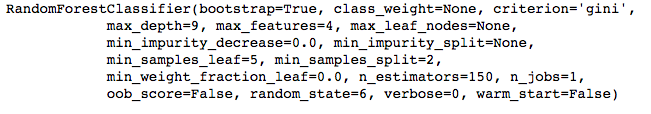 RandomForestClassifier(bootstrap=True, class_weight=None, criterion='gini',
max_depth=9, max_features=4, max_leaf_nodes=None,
min_impurity_decrease=0.0, min_impurity_split=None,
min_samples_leaf=5, min_samples_split=2,
min_weight_fraction_leaf=0.0, n_estimators=150, n_jobs=1,
oob_score=False, random_state=6, verbose=0, warm_start=False)